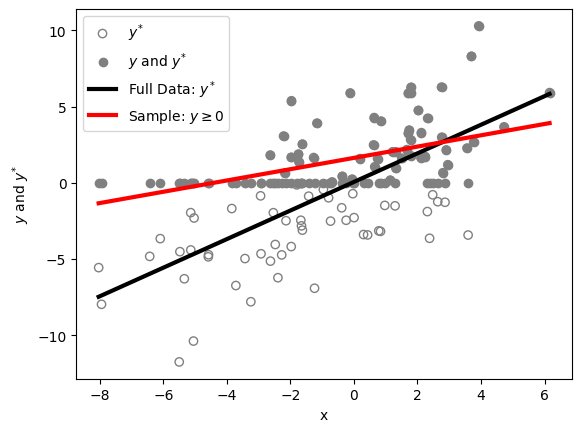 10
5
0
−5
−10
y and y*
y*
y and y*
Full Data: y*
Sample: y ≥ 0
−8
−6
−4
−2
0
2
4
6
x